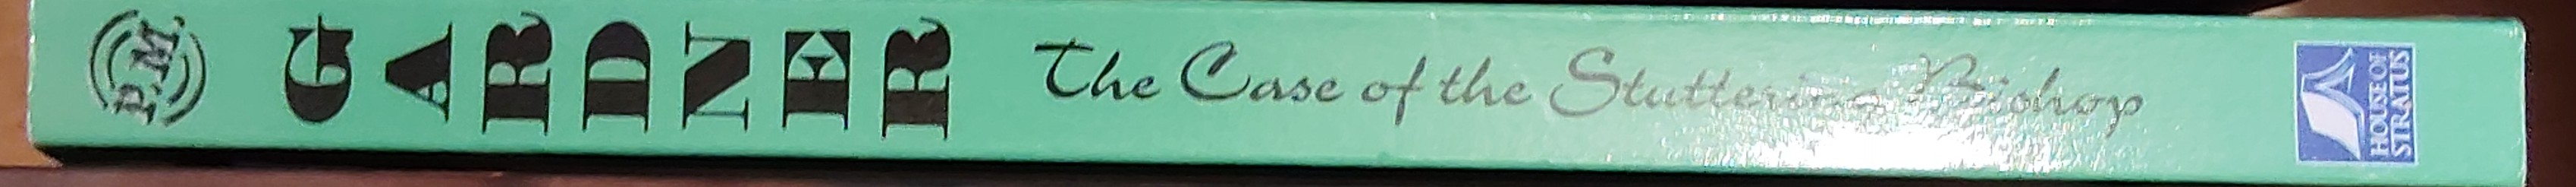 P.M.
GARDNER
The Case of the Stuttering Bishop
HOUSE OF
STRATUS